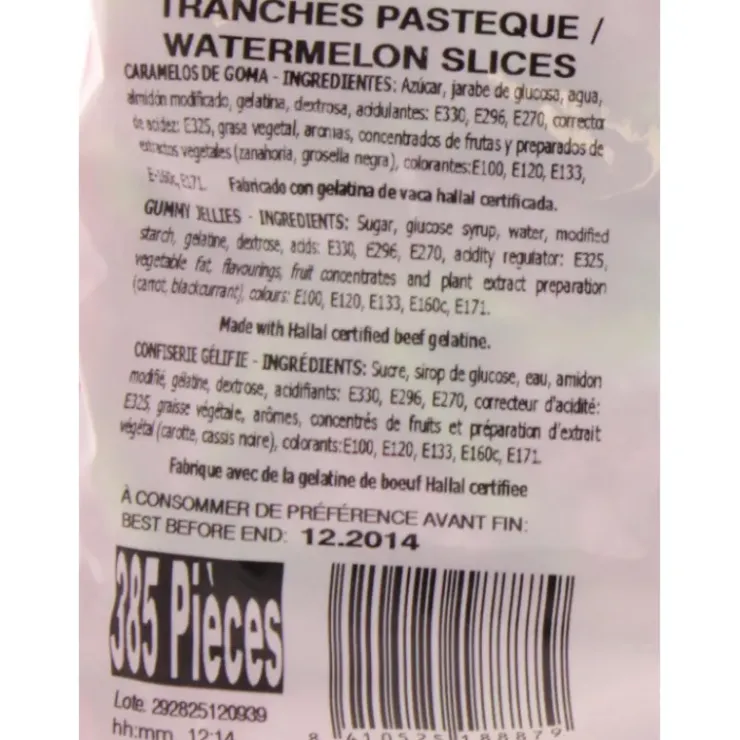 TRANCHES PASTEQUE /
WATERMELON SLICES
CARAMELOS DE GOMA - INGREDIENTES: Azúcar, jarabe de glucosa, agua,
almidón modificado, gelatina, dextrosa, acidulantes: E330, E296, E270, corrector
de acidez: E325, grasa vegetal, aromas, concentrados de frutas y preparados de
extractos vegetales (zanahoria, grosella negra), colorantes:E100, E120, E133,
E-160c, E171. Fabricado con gelatina de vaca hallal certificada.
GUMMY JELLIES - INGREDIENTS: Sugar, glucose syrup, water, modified
starch, gelatine, dextrose, acids: E330, E296, E270, acidity regulator: E325,
vegetable fat, flavourings, fruit concentrates and plant extract preparation
(carrot, blackcurrant), colours: E100, E120, E133, E160c, E171.
Made with Hallal certified beef gelatine.
CONFISERIE GÉLIFIE - INGRÉDIENTS: Sucre, sirop de glucose, eau, amidon
modifié, gélatine, dextrose, acidifiants: E330, E296, E270, correcteur d'acidité:
E325, graisse végétale, arômes, concentrés de fruits et préparation d'extrait
végétal (carotte, cassis noire), colorants:E100, E120, E133, E160c, E171.
Fabrique avec de la gelatine de boeuf Hallal certifiee
À CONSOMMER DE PRÉFÉRENCE AVANT FIN:
BEST BEFORE END: 12.2014
385 Pièces
Lote: 292825120939
hh:mm 12:14
8 410525 188879